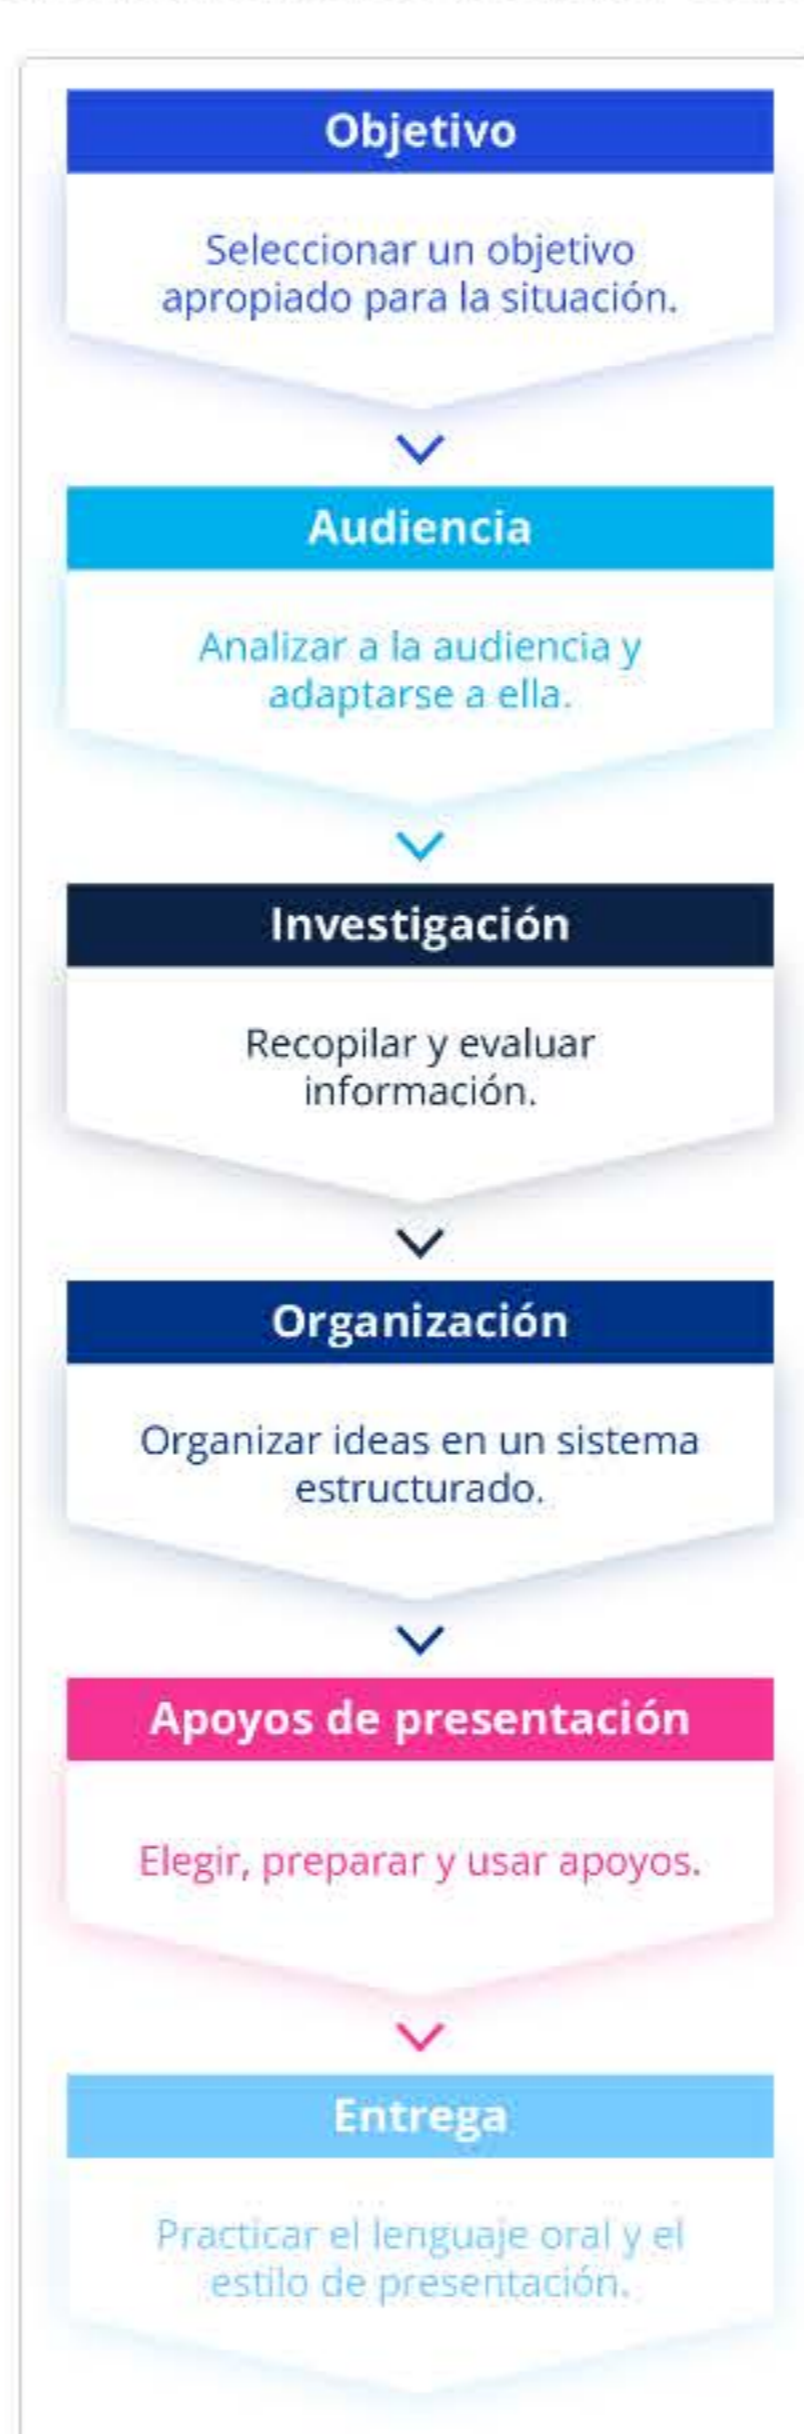 Objetivo
Seleccionar un objetivo
apropiado para la situación.
Audiencia
Analizar a la audiencia y
adaptarse a ella.
Investigación
Recopilar y evaluar
información.
Organización
Organizar ideas en un sistema
estructurado.
Apoyos de presentación
Elegir, preparar y usar apoyos.
Entrega
Practicar el lenguaje oral y el
estilo de presentación.